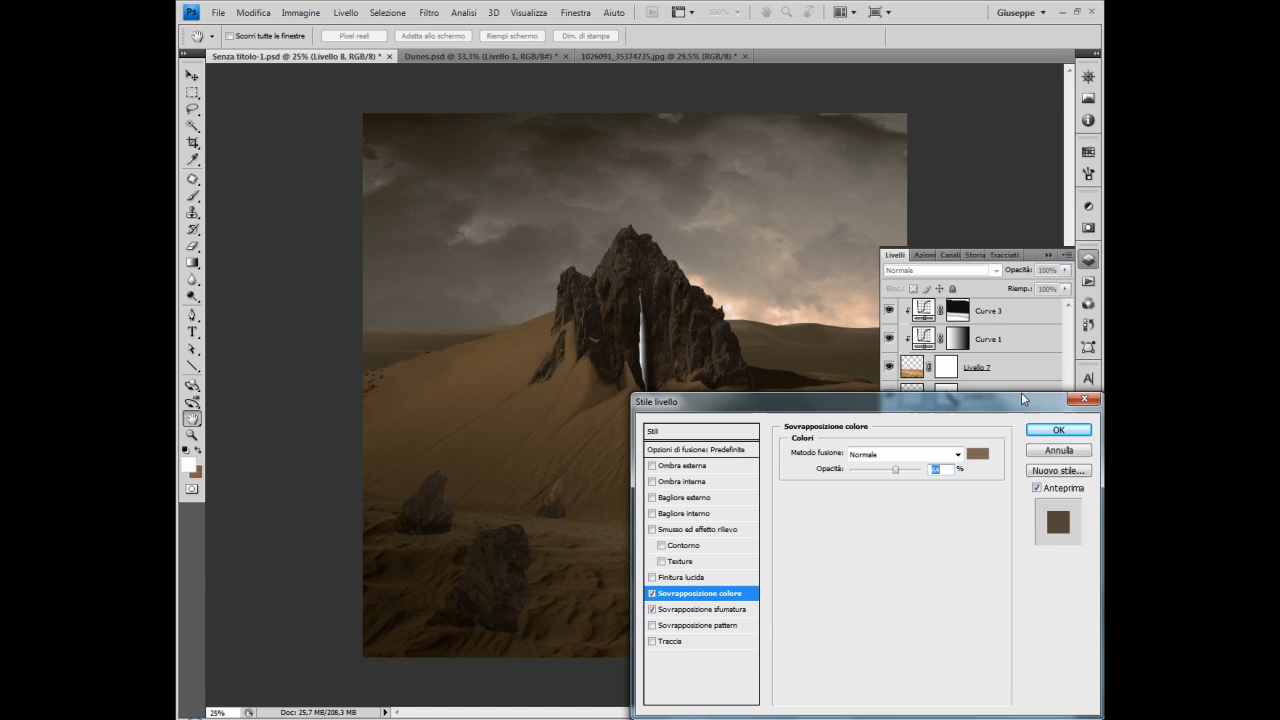 Ps File Modifica Immagine Livello Selezione Filtro Analisi 3D Visualizza Finestra Aiuto Br 100% Giuseppe
Scorri tutte le finestre Pixel reali Adatta allo schermo Riempi schermo Dim. di stampa
Senza titolo-1.psd @ 25% (Livello 8, RGB/8) * Dunes.psd @ 33,3% (Livello 1, RGB/8#) * 1026091_35374735.jpg @ 29,5% (RGB/8) *
Livelli Azioni Canali Storia Tracciati
Normale Opacità: 100%
Bloc.: Riemp.: 100%
Curve 3
Curve 1
Livello 7
Stile livello
Stili
Opzioni di fusione: Predefinite
Ombra esterna
Ombra interna
Bagliore esterno
Bagliore interno
Smusso ed effetto rilievo
Contorno
Texture
Finitura lucida
Sovrapposizione colore
Sovrapposizione sfumatura
Sovrapposizione pattern
Traccia
Sovrapposizione colore
Colori
Metodo fusione: Normale
Opacità: %
OK
Annulla
Nuovo stile...
Anteprima
25% Doc: 25,7 MB/208,3 MB